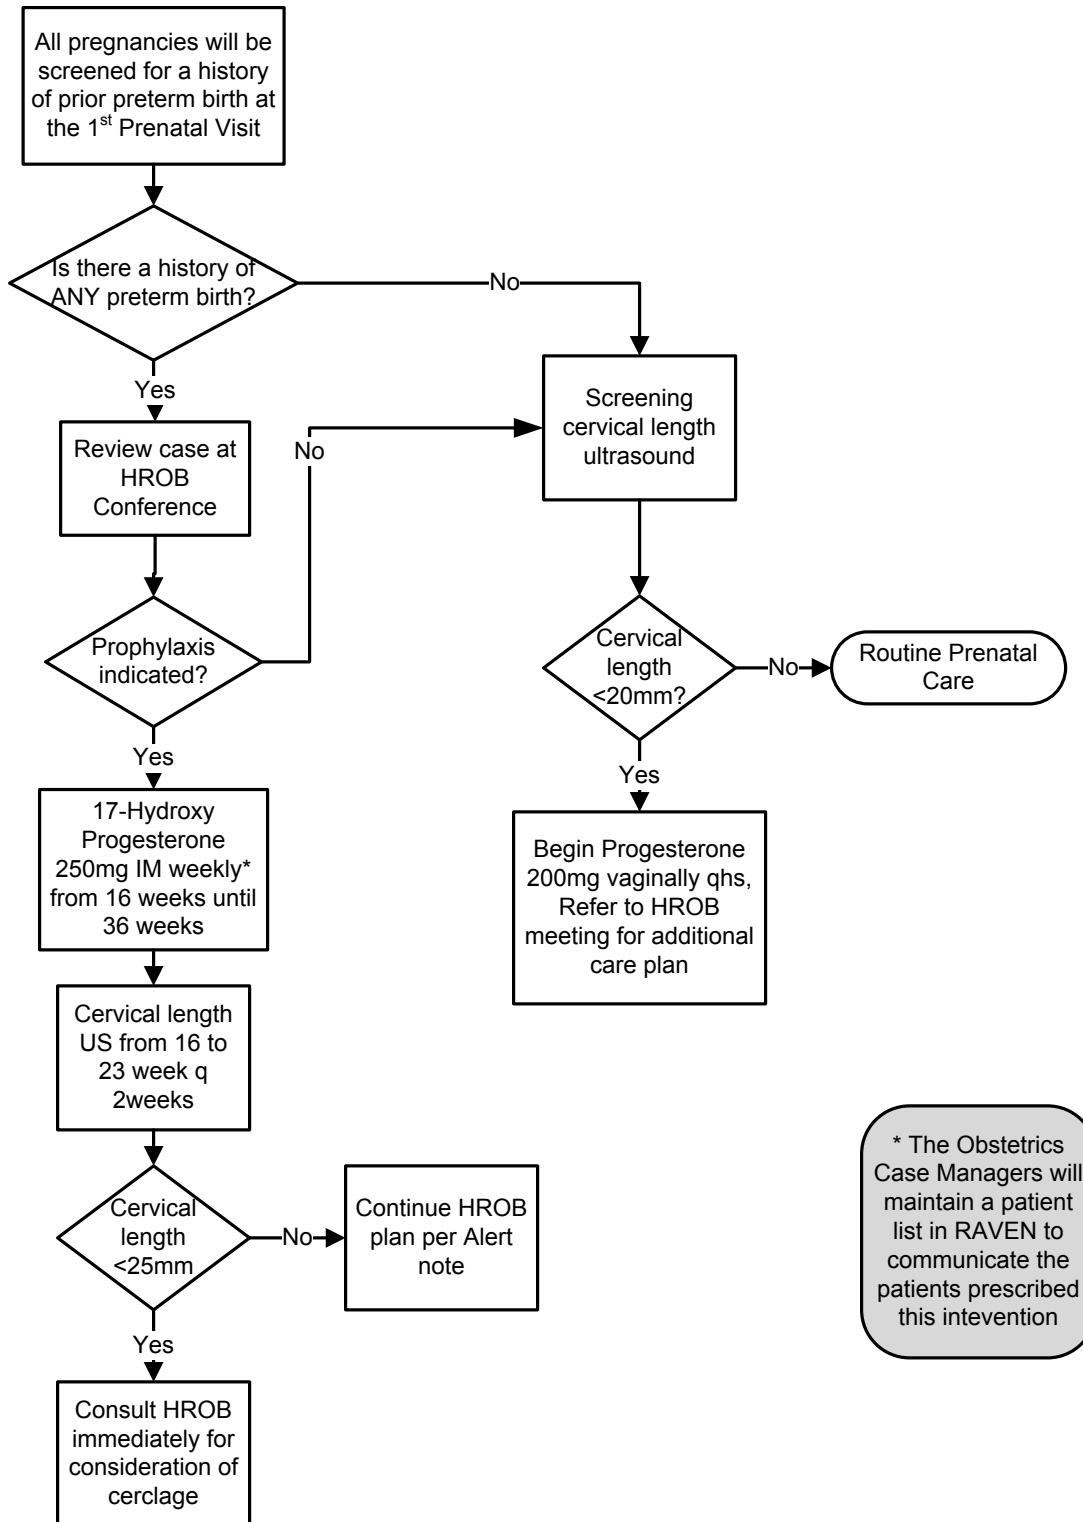 All pregnancies will be
screened for a history
of prior preterm birth at
the 1st Prenatal Visit
Is there a history of
ANY preterm birth?
No
Yes
Review case at
HROB
Conference
No
Screening
cervical length
ultrasound
Prophylaxis
indicated?
Yes
Cervical
length
<20mm?
No
Routine Prenatal
Care
Yes
17-Hydroxy
Progesterone
250mg IM weekly*
from 16 weeks until
36 weeks
Begin Progesterone
200mg vaginally qhs,
Refer to HROB
meeting for additional
care plan
Cervical length
US from 16 to
23 week q
2weeks
Cervical
length
<25mm
No
Continue HROB
plan per Alert
note
Yes
Consult HROB
immediately for
consideration of
cerclage
* The Obstetrics
Case Managers will
maintain a patient
list in RAVEN to
communicate the
patients prescribed
this intevention